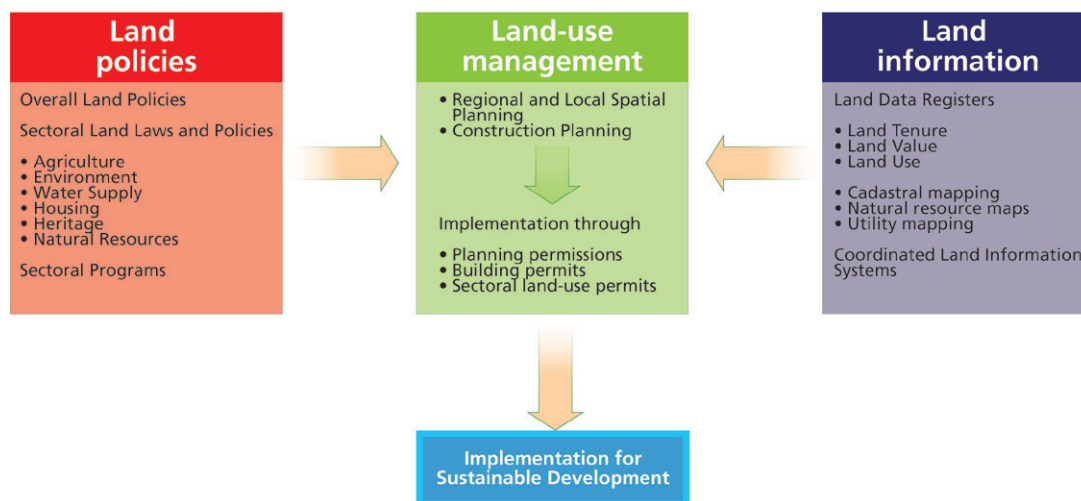 Land
policies
Overall Land Policies
Sectoral Land Laws and Policies
• Agriculture
• Environment
• Water Supply
• Housing
• Heritage
• Natural Resources
Sectoral Programs
Land-use
management
• Regional and Local Spatial
Planning
• Construction Planning
Implementation through
• Planning permissions
• Building permits
• Sectoral land-use permits
Land
information
Land Data Registers
• Land Tenure
• Land Value
• Land Use
• Cadastral mapping
• Natural resource maps
• Utility mapping
Coordinated Land Information
Systems
Implementation for
Sustainable Development